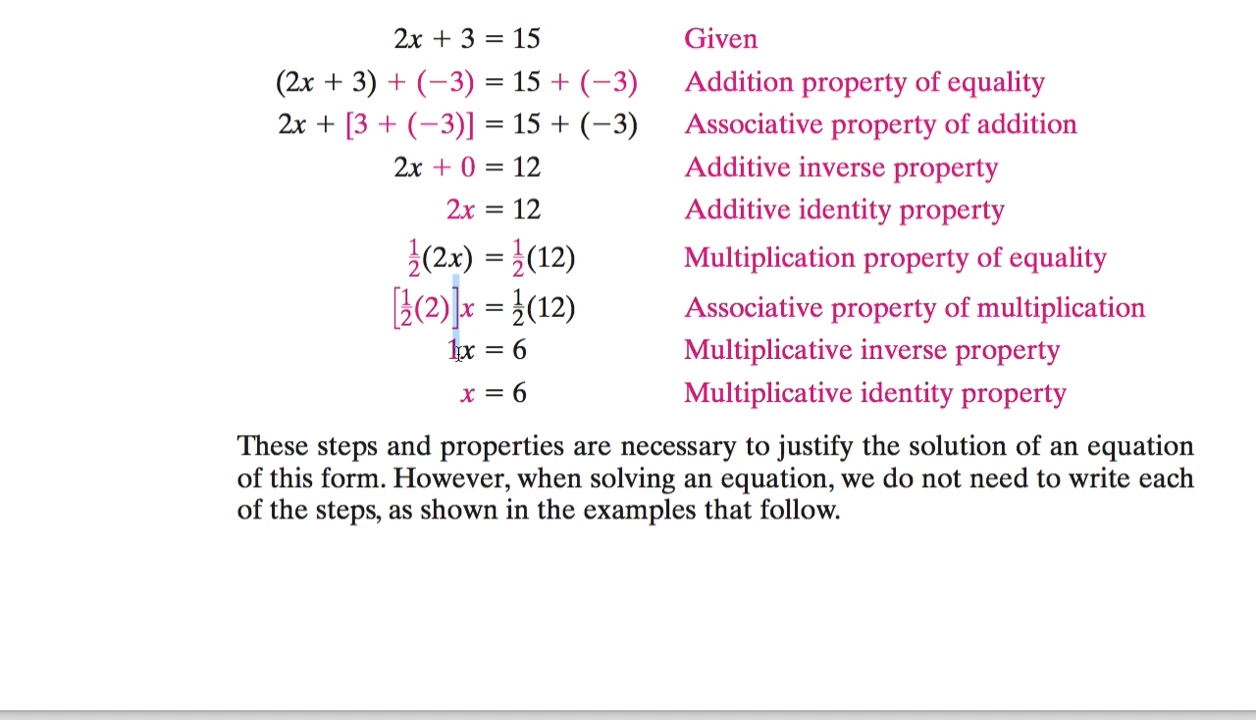 2x + 3 = 15 Given
(2x + 3) + (−3) = 15 + (−3) Addition property of equality
2x + [3 + (−3)] = 15 + (−3) Associative property of addition
2x + 0 = 12 Additive inverse property
2x = 12 Additive identity property
1/2(2x) = 1/2(12) Multiplication property of equality
[1/2(2)]x = 1/2(12) Associative property of multiplication
1x = 6 Multiplicative inverse property
x = 6 Multiplicative identity property
These steps and properties are necessary to justify the solution of an equation
of this form. However, when solving an equation, we do not need to write each
of the steps, as shown in the examples that follow.